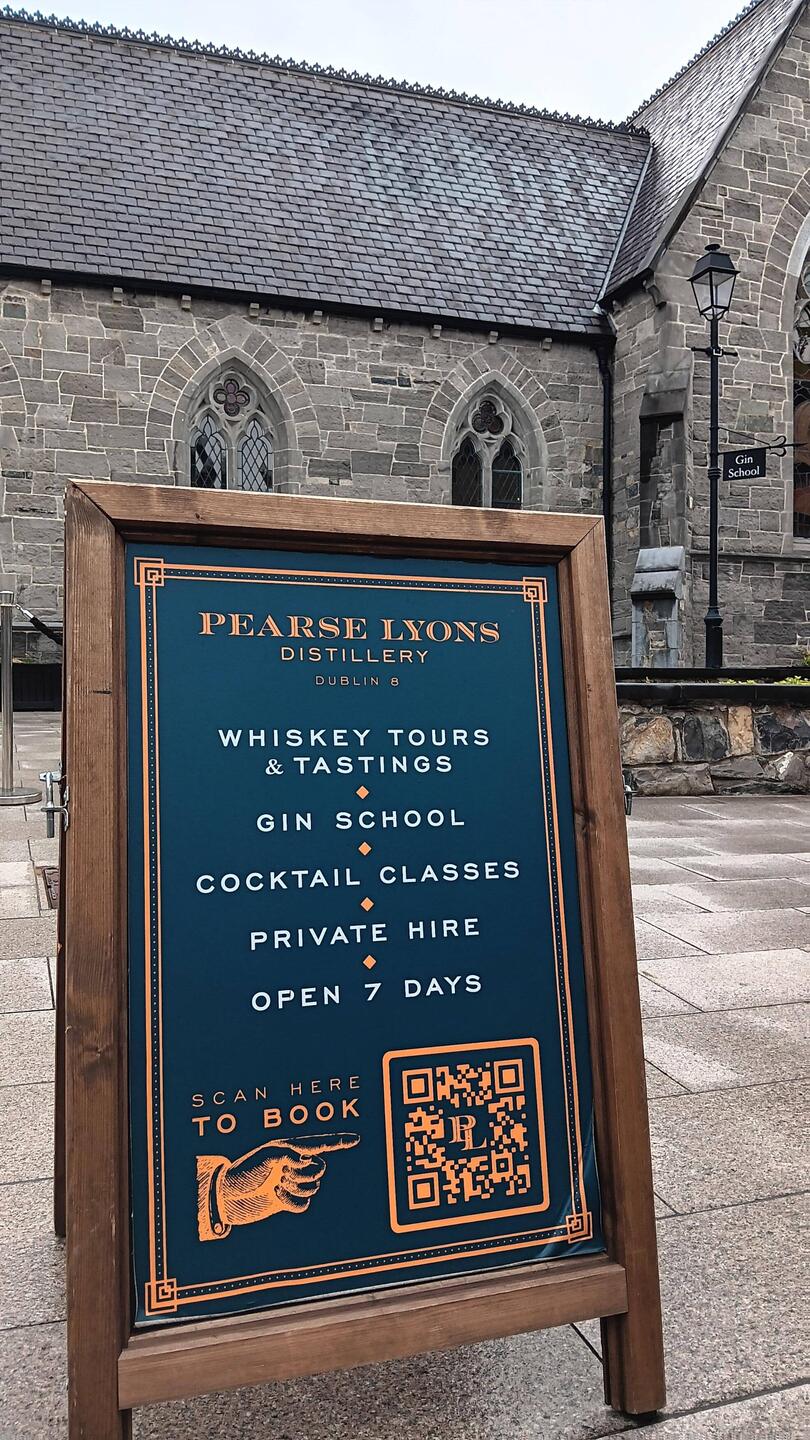 Gin
School
PEARSE LYONS
DISTILLERY
DUBLIN 8
WHISKEY TOURS
& TASTINGS
GIN SCHOOL
COCKTAIL CLASSES
PRIVATE HIRE
OPEN 7 DAYS
SCAN HERE
TO BOOK
PL